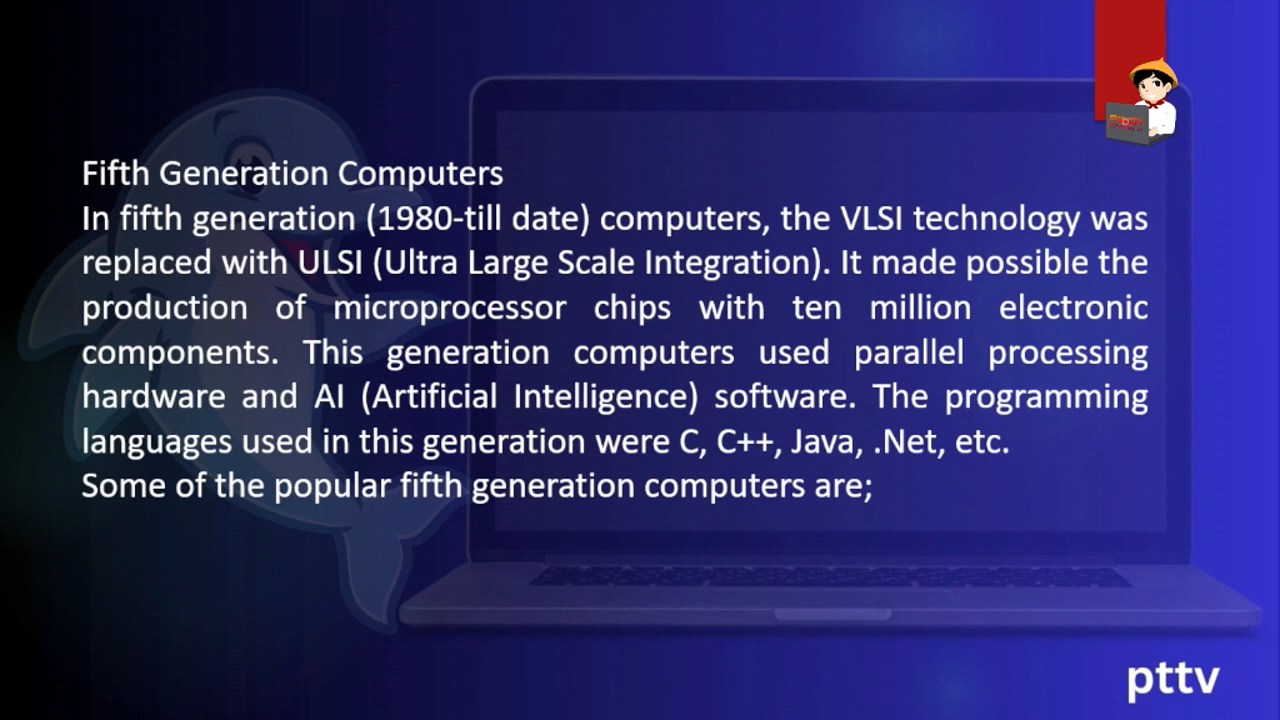 Fifth Generation Computers
In fifth generation (1980-till date) computers, the VLSI technology was
replaced with ULSI (Ultra Large Scale Integration). It made possible the
production of microprocessor chips with ten million electronic
components. This generation computers used parallel processing
hardware and AI (Artificial Intelligence) software. The programming
languages used in this generation were C, C++, Java, .Net, etc.
Some of the popular fifth generation computers are;
pttv